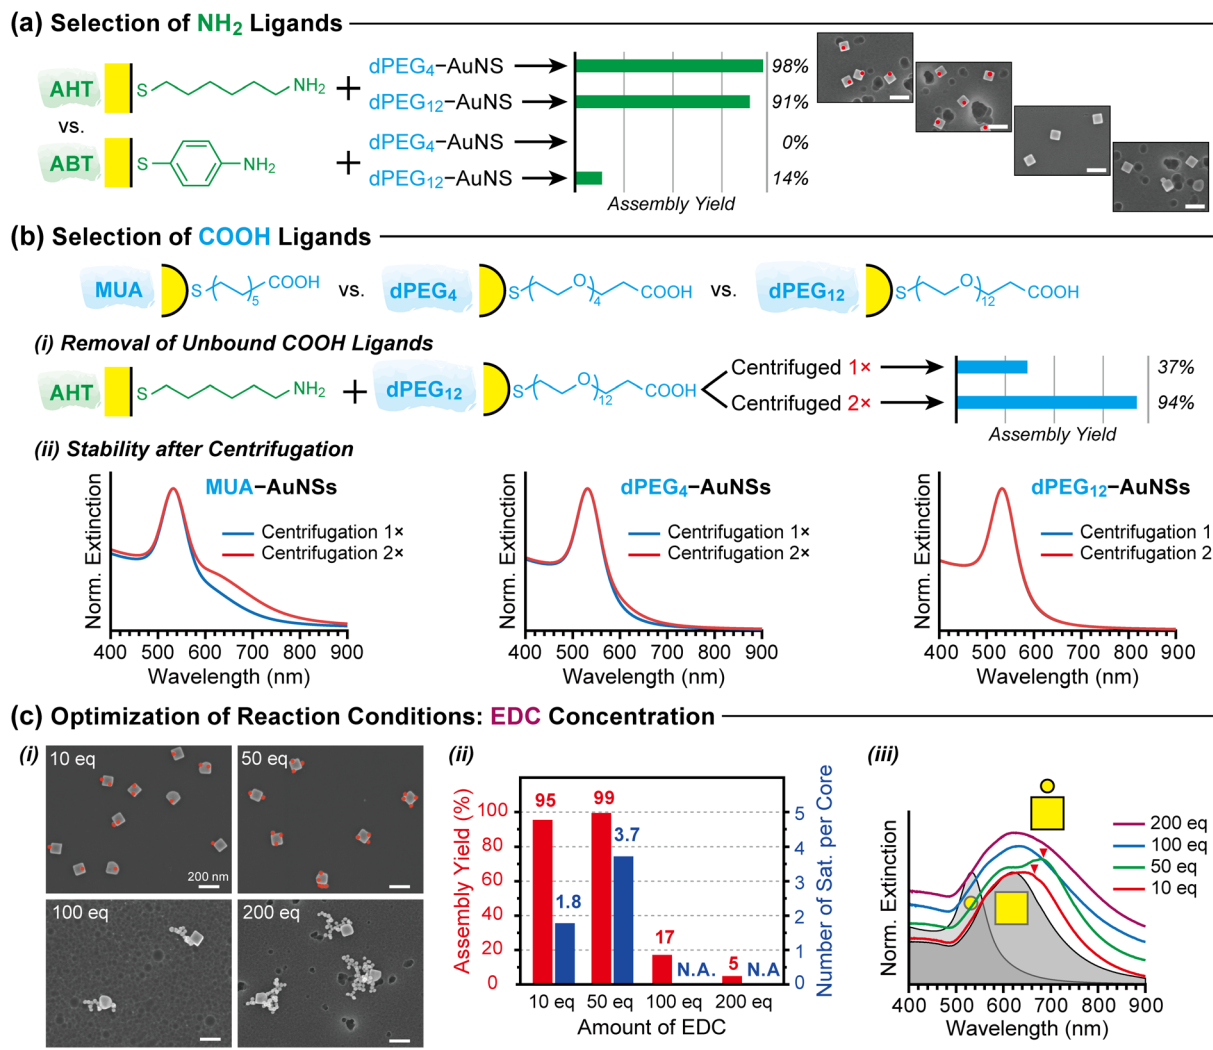 (a) Selection of NH2 Ligands
AHT
S
NH2
vs.
ABT
S
NH2
+
+
dPEG4–AuNS
98%
dPEG12–AuNS
91%
dPEG4–AuNS
0%
dPEG12–AuNS
14%
Assembly Yield
(b) Selection of COOH Ligands
MUA
S
5
COOH
vs.
dPEG4
S
O
4
COOH
vs.
dPEG12
S
O
12
COOH
(i) Removal of Unbound COOH Ligands
AHT
S
NH2
+
dPEG12
S
O
12
COOH
Centrifuged 1×
37%
Centrifuged 2×
94%
Assembly Yield
(ii) Stability after Centrifugation
Norm. Extinction
MUA–AuNSs
Centrifugation 1×
Centrifugation 2×
400 500 600 700 800 900
Wavelength (nm)
Norm. Extinction
dPEG4–AuNSs
Centrifugation 1×
Centrifugation 2×
400 500 600 700 800 900
Wavelength (nm)
Norm. Extinction
dPEG12–AuNSs
Centrifugation 1
Centrifugation 2
400 500 600 700 800 900
Wavelength (nm)
(c) Optimization of Reaction Conditions: EDC Concentration
(i)
10 eq
200 nm
50 eq
100 eq
200 eq
(ii)
Assembly Yield (%)
100
80
60
40
20
0
95
1.8
99
3.7
17
N.A.
5
N.A
5
4
3
2
1
0
Number of Sat. per Core
10 eq 50 eq 100 eq 200 eq
Amount of EDC
(iii)
Norm. Extinction
200 eq
100 eq
50 eq
10 eq
400 500 600 700 800 900
Wavelength (nm)